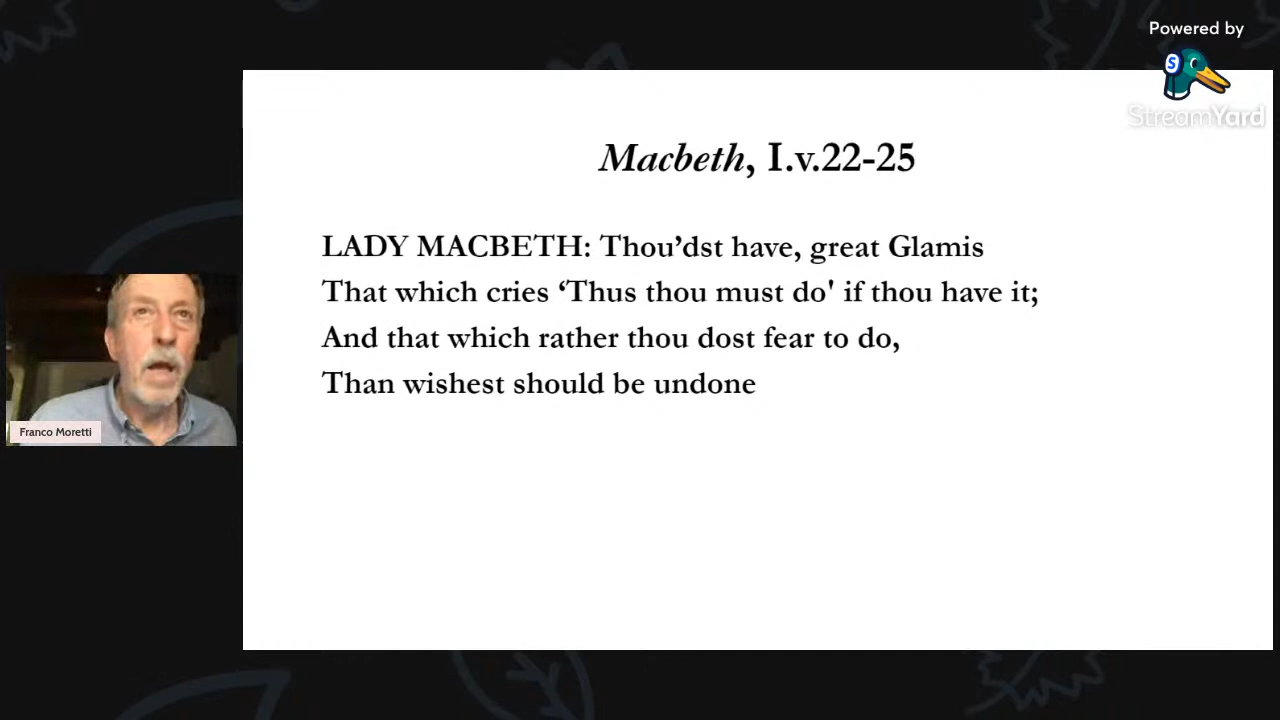 Powered by
S
StreamYard
Macbeth, I.v.22-25
LADY MACBETH: Thou’dst have, great Glamis
That which cries ‘Thus thou must do' if thou have it;
And that which rather thou dost fear to do,
Than wishest should be undone
Franco Moretti